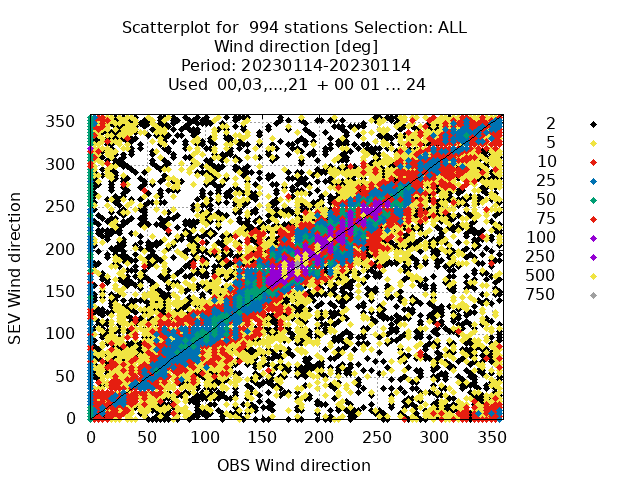 Scatterplot for  994 stations Selection: ALL
Wind direction [deg]
Period: 20230114-20230114
Used  00,03,...,21  + 00 01 ... 24
350
300
250
200
150
100
50
0
SEV Wind direction
0 50 100 150 200 250 300 350
OBS Wind direction
2
5
10
25
50
75
100
250
500
750